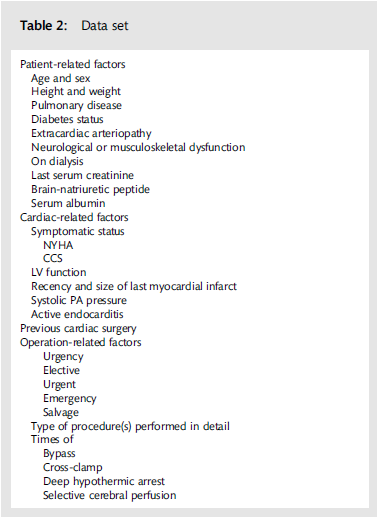 Table 2: Data set
Patient-related factors
Age and sex
Height and weight
Pulmonary disease
Diabetes status
Extracardiac arteriopathy
Neurological or musculoskeletal dysfunction
On dialysis
Last serum creatinine
Brain-natriuretic peptide
Serum albumin
Cardiac-related factors
Symptomatic status
NYHA
CCS
LV function
Recency and size of last myocardial infarct
Systolic PA pressure
Active endocarditis
Previous cardiac surgery
Operation-related factors
Urgency
Elective
Urgent
Emergency
Salvage
Type of procedure(s) performed in detail
Times of
Bypass
Cross-clamp
Deep hypothermic arrest
Selective cerebral perfusion